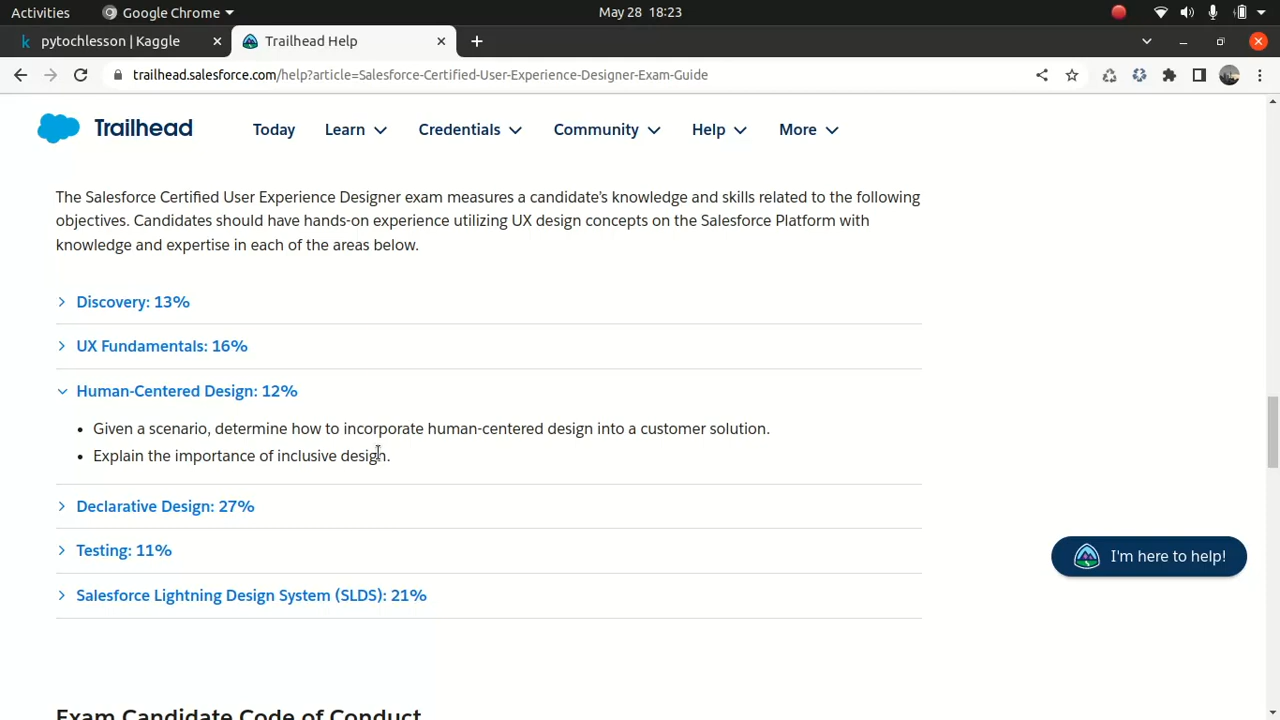 Activities
Google Chrome
May 28 18:23
pytochlesson | Kaggle
Trailhead Help
trailhead.salesforce.com/help?article=Salesforce-Certified-User-Experience-Designer-Exam-Guide
Trailhead
Today
Learn
Credentials
Community
Help
More
The Salesforce Certified User Experience Designer exam measures a candidate's knowledge and skills related to the following
objectives. Candidates should have hands-on experience utilizing UX design concepts on the Salesforce Platform with
knowledge and expertise in each of the areas below.
Discovery: 13%
UX Fundamentals: 16%
Human-Centered Design: 12%
• Given a scenario, determine how to incorporate human-centered design into a customer solution.
• Explain the importance of inclusive design.
Declarative Design: 27%
Testing: 11%
I'm here to help!
Salesforce Lightning Design System (SLDS): 21%
Exam Candidate Code of Conduct